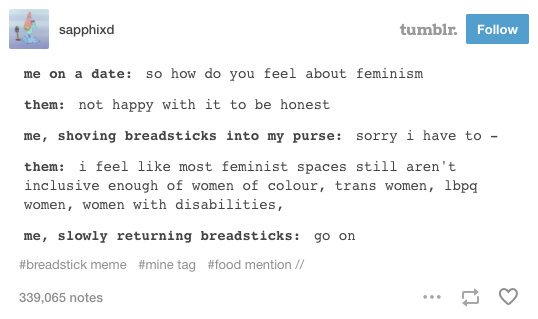 sapphixd
tumblr.
Follow
me on a date: so how do you feel about feminism
them: not happy with it to be honest
me, shoving breadsticks into my purse: sorry i have to -
them: i feel like most feminist spaces still aren't
inclusive enough of women of colour, trans women, lbpq
women, women with disabilities,
me, slowly returning breadsticks: go on
#breadstick meme #mine tag #food mention //
339,065 notes